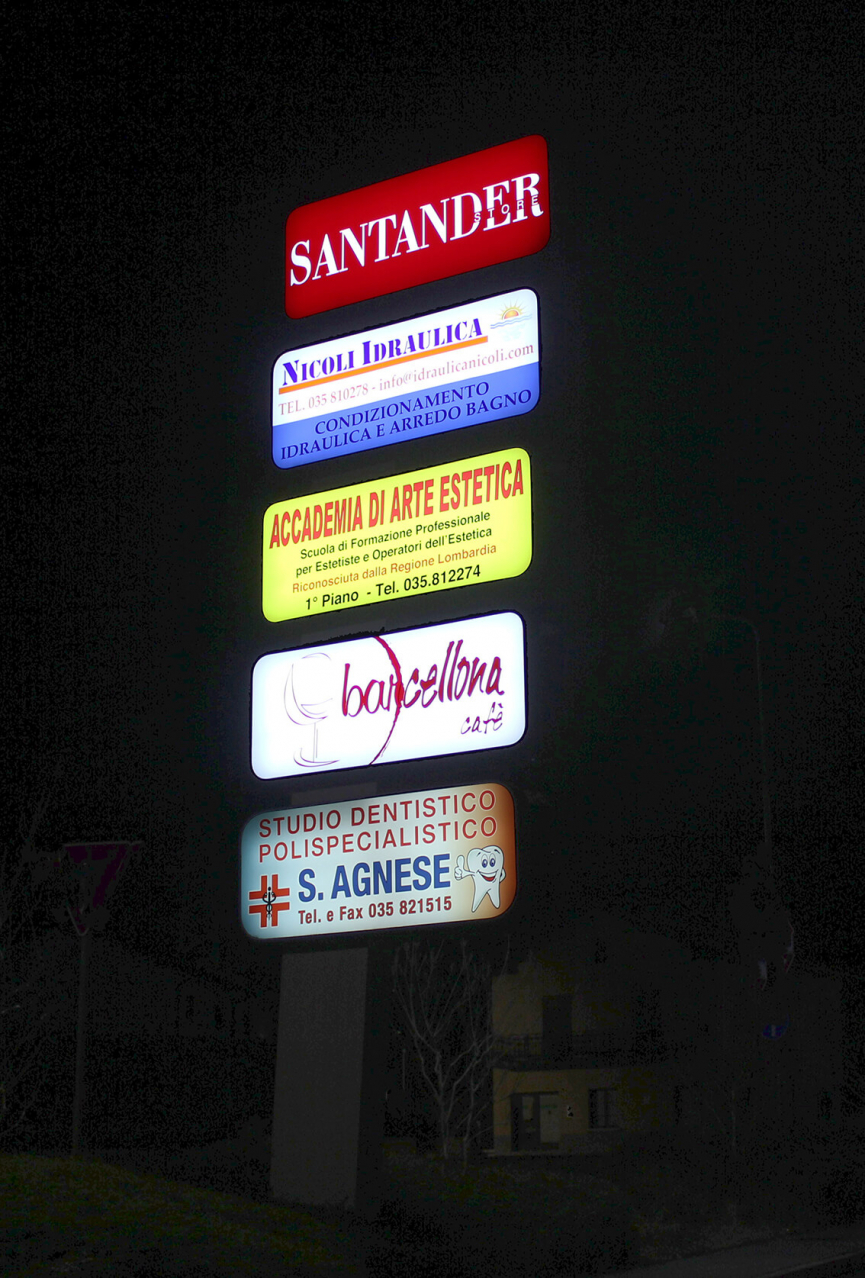 SANTANDER
STORE
NICOLI IDRAULICA
TEL. 035 810278 - info@idraulicanicoli.com
CONDIZIONAMENTO
IDRAULICA E ARREDO BAGNO
ACCADEMIA DI ARTE ESTETICA
Scuola di Formazione Professionale
per Estetiste e Operatori dell'Estetica
Riconosciuta dalla Regione Lombardia
1° Piano - Tel. 035.812274
barcellona
cafè
STUDIO DENTISTICO
POLISPECIALISTICO
S. AGNESE
Tel. e Fax 035 821515